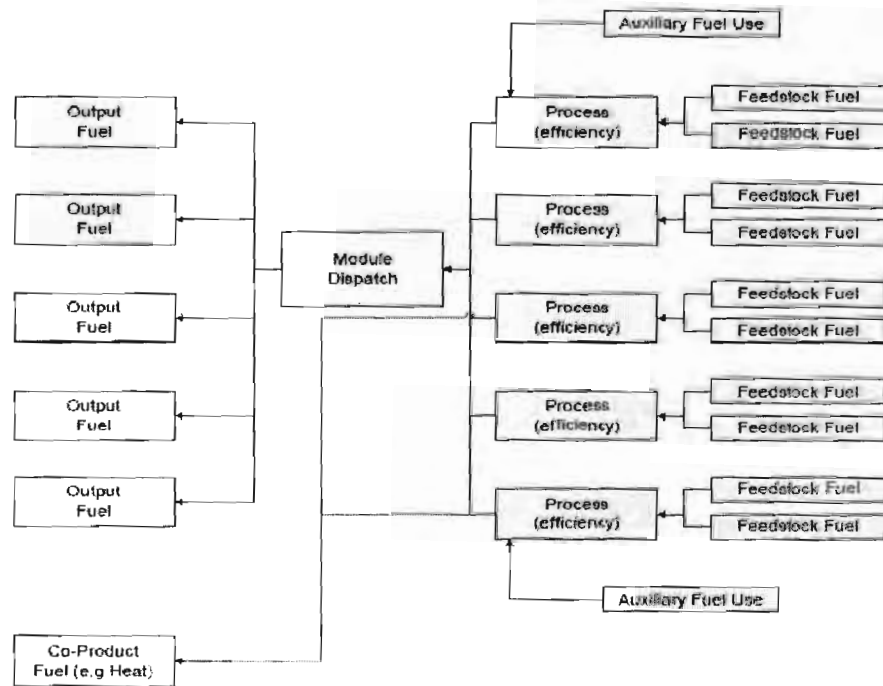 Auxiliary Fuel Use
Output
Fuel
Process
(efficiency)
Feedstock Fuel
Feedstock Fuel
Output
Fuel
Process
(efficiency)
Feedstock Fuel
Feedstock Fuel
Module
Dispatch
Output
Fuel
Process
(efficiency)
Feedstock Fuel
Feedstock Fuel
Output
Fuel
Process
(efficiency)
Feedstock Fuel
Feedstock Fuel
Output
Fuel
Process
(efficiency)
Feedstock Fuel
Feedstock Fuel
Auxiliary Fuel Use
Co-Product
Fuel (e.g Heat)